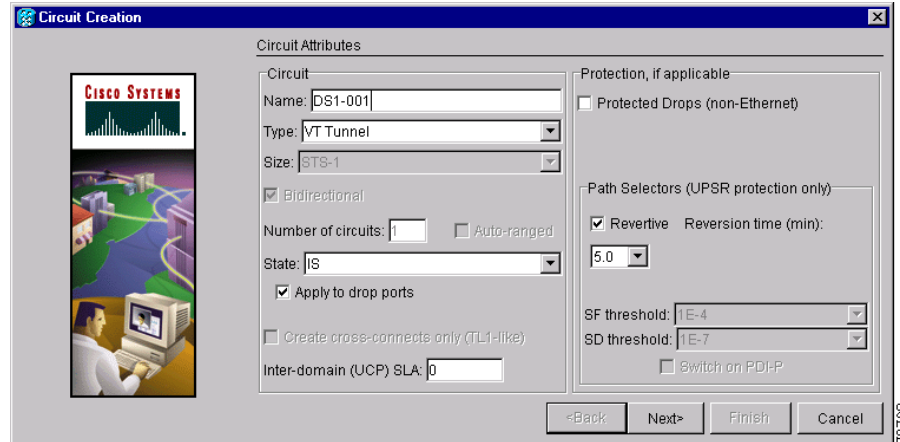 Circuit Creation
Circuit Attributes
CISCO SYSTEMS
Circuit
Name: DS1-001
Type: VT Tunnel
Size: STS-1
Bidirectional
Number of circuits: 1 Auto-ranged
State: IS
Apply to drop ports
Create cross-connects only (TL1-like)
Inter-domain (UCP) SLA: 0
Protection, if applicable
Protected Drops (non-Ethernet)
Path Selectors (UPSR protection only)
Revertive Reversion time (min):
5.0
SF threshold: 1E-4
SD threshold: 1E-7
Switch on PDI-P
<Back Next> Finish Cancel